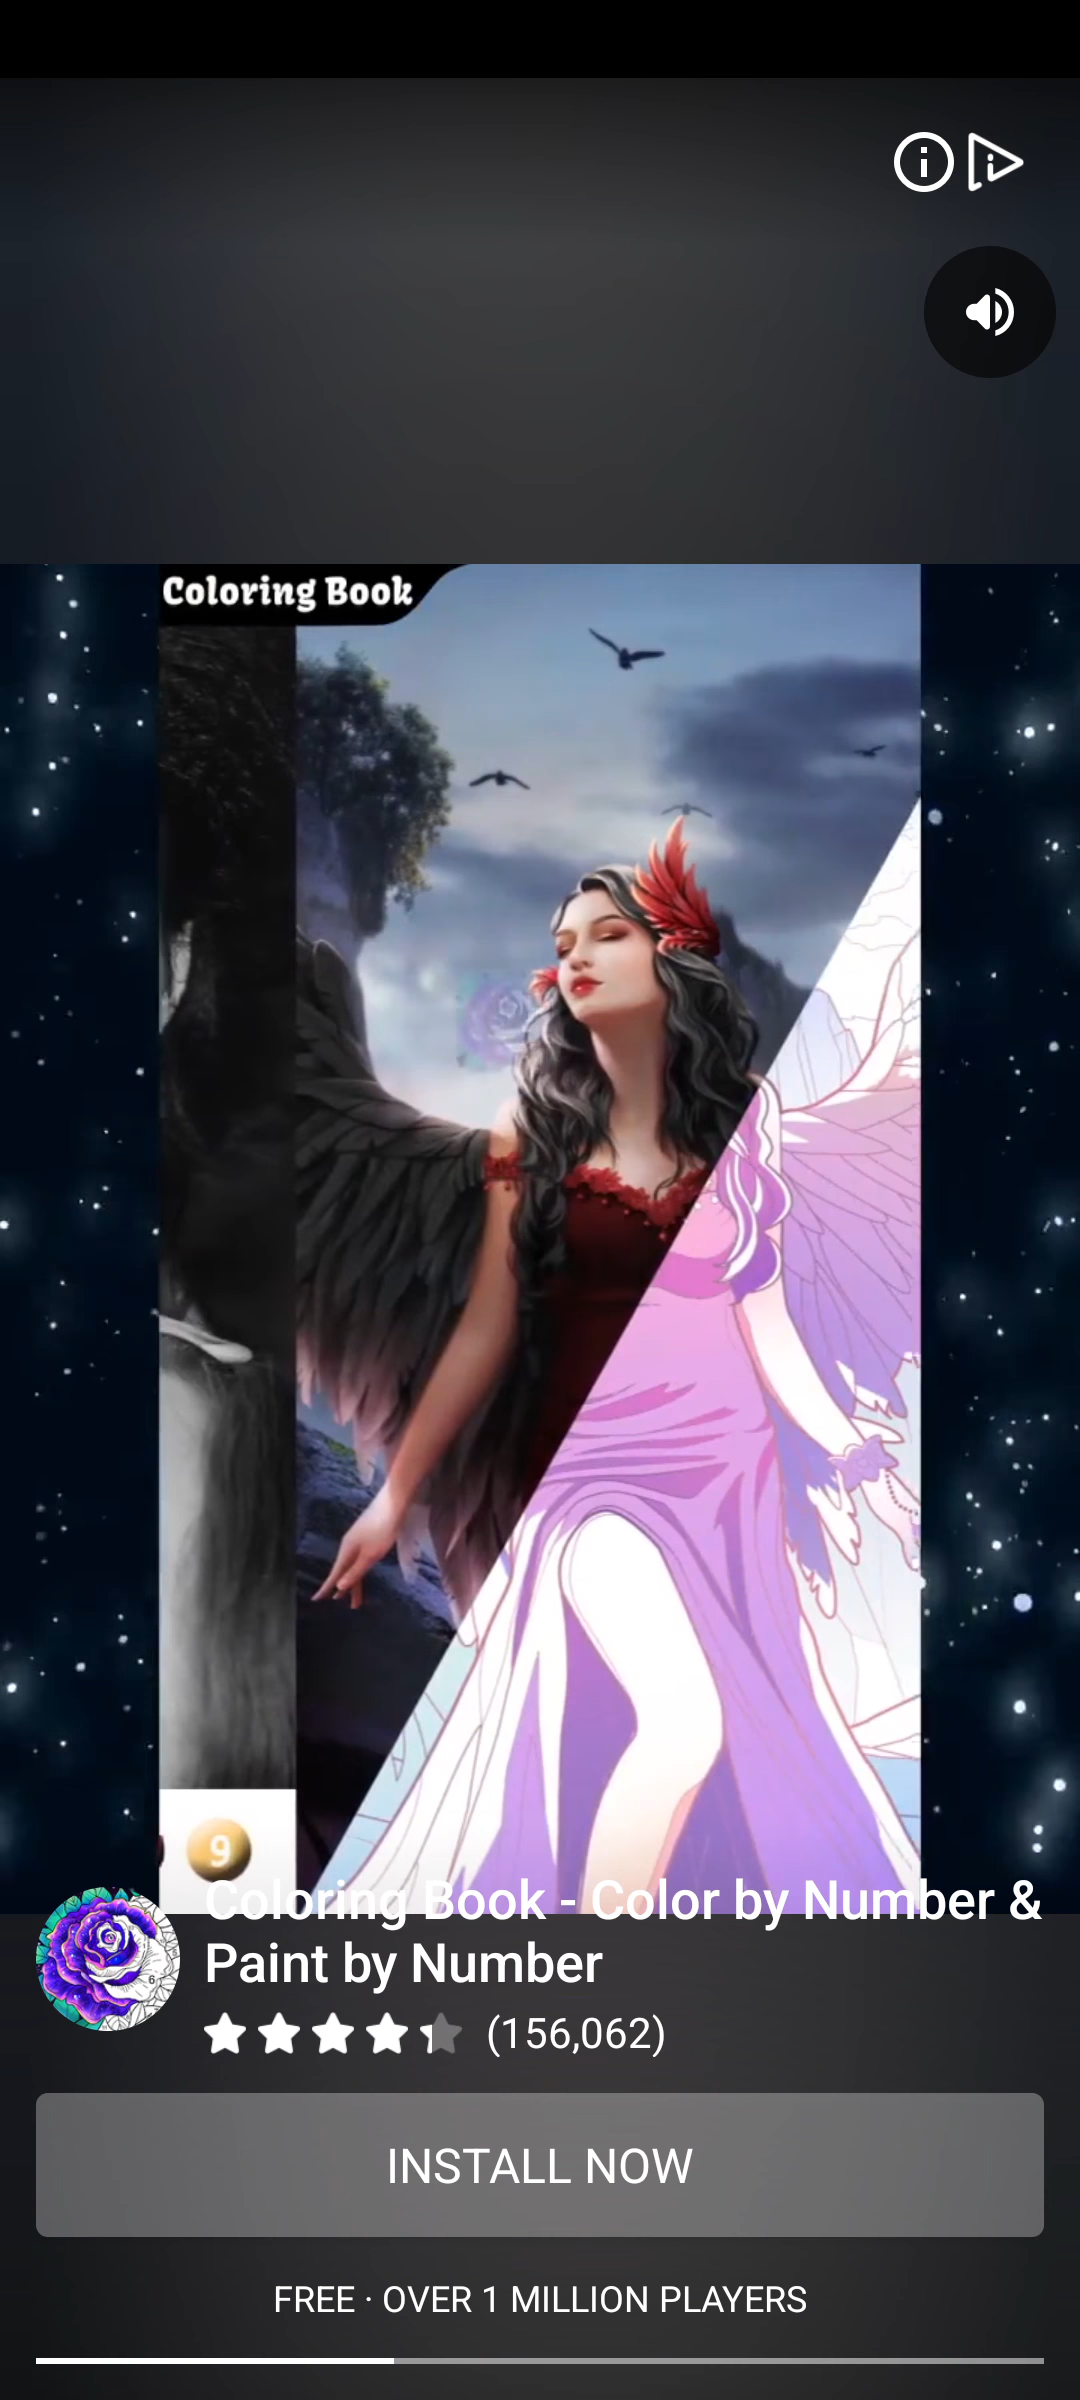 Coloring Book
9
Coloring Book - Color by Number &
Paint by Number
(156,062)
INSTALL NOW
FREE · OVER 1 MILLION PLAYERS